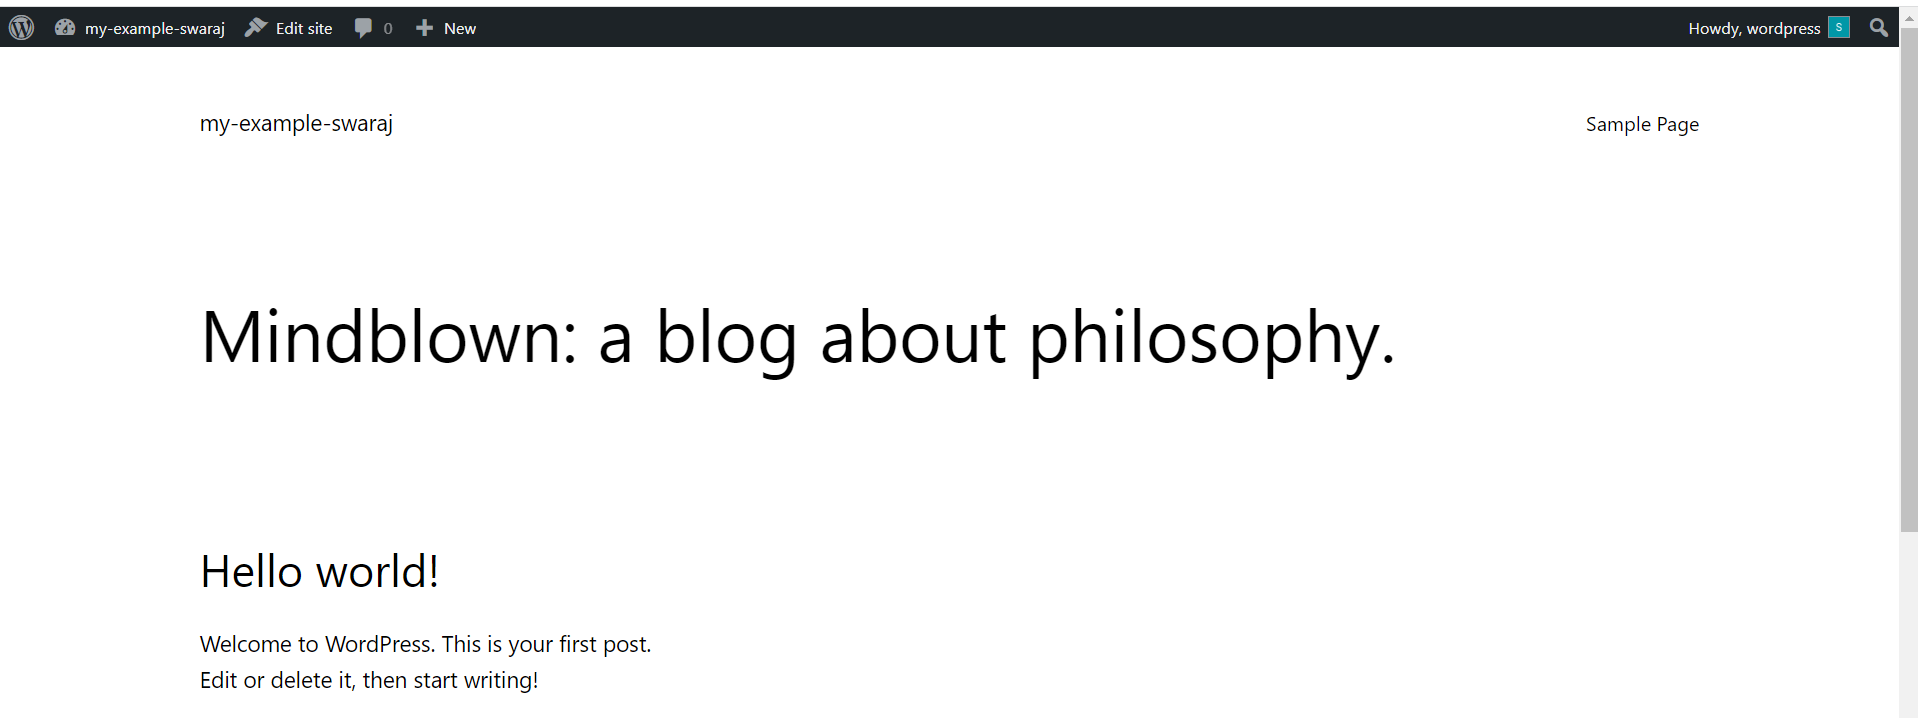 my-example-swaraj Edit site 0 New Howdy, wordpress S
my-example-swaraj Sample Page
Mindblown: a blog about philosophy.
Hello world!
Welcome to WordPress. This is your first post.
Edit or delete it, then start writing!